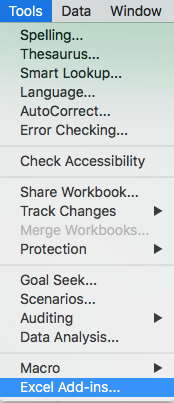 Tools Data Window
Spelling...
Thesaurus...
Smart Lookup...
Language...
AutoCorrect...
Error Checking...
Check Accessibility
Share Workbook...
Track Changes
Merge Workbooks...
Protection
Goal Seek...
Scenarios...
Auditing
Data Analysis...
Macro
Excel Add-ins...